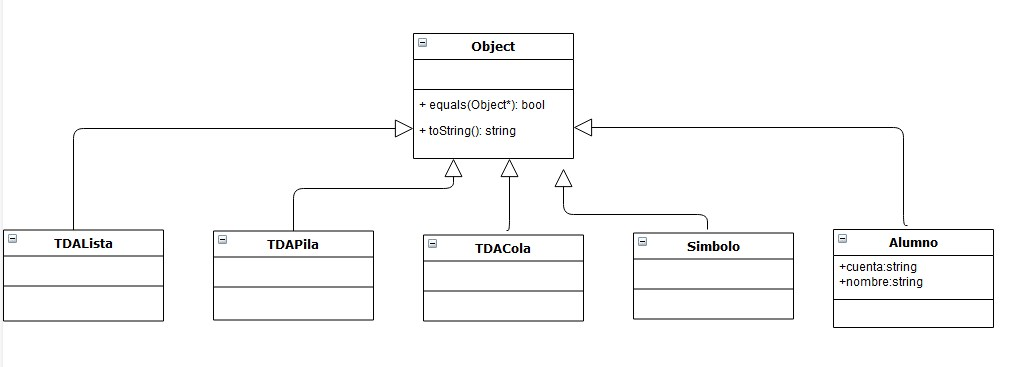 Object
+ equals(Object*): bool
+ toString(): string
TDALista
TDAPila
TDACola
Simbolo
Alumno
+cuenta:string
+nombre:string